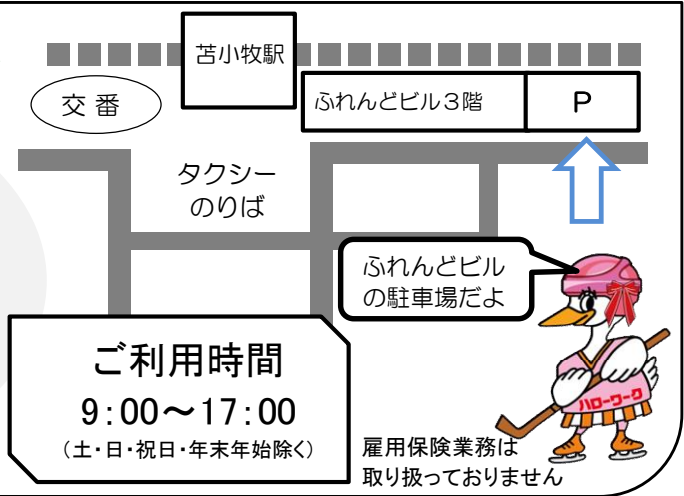 苫小牧駅
交番
ふれんどビル３階
P
タクシー
のりば
ふれんどビル
の駐車場だよ
ご利用時間
9:00～17:00
（土・日・祝日・年末年始除く）
ハローワーク
雇用保険業務は
取り扱っておりません